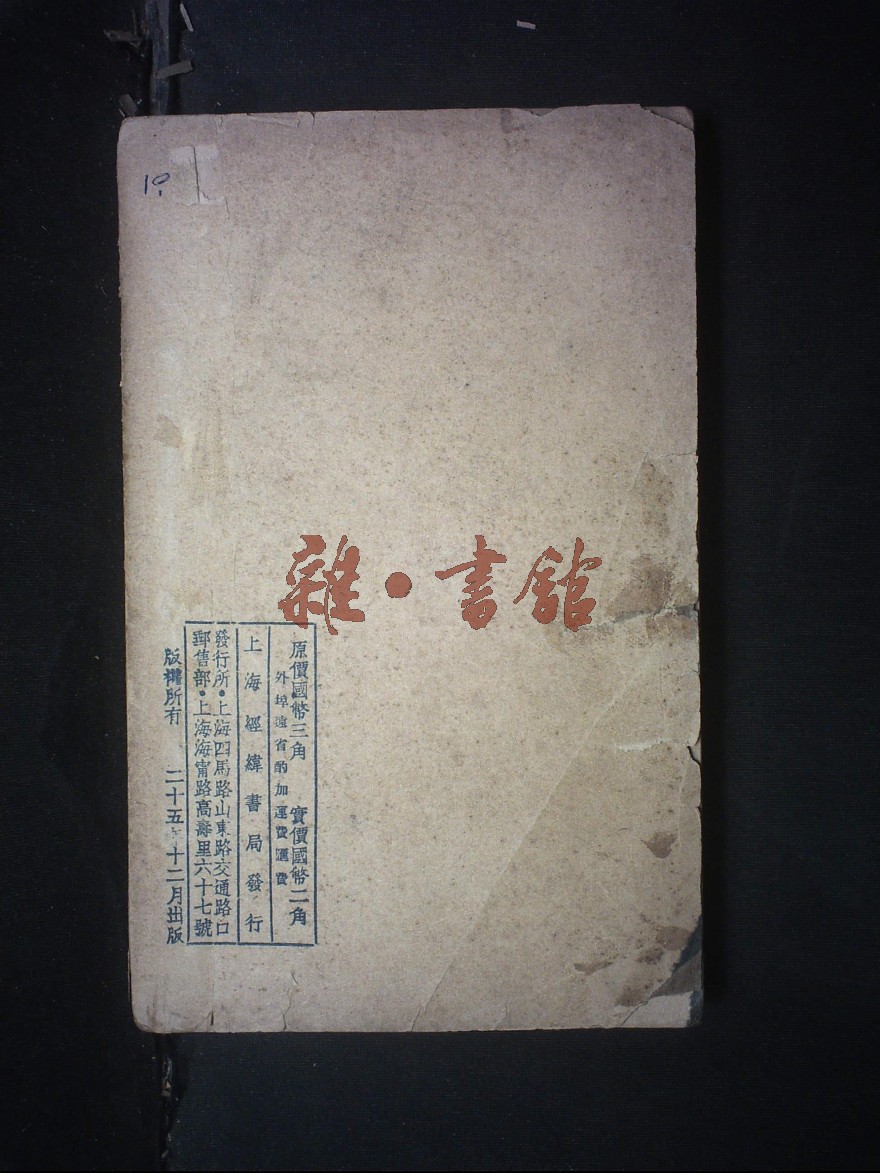 10.
雜•書館
原價國幣三角 實價國幣二角
外埠遠省酌加運費匯費
上海經緯書局發行
發行所•上海四馬路山東路交通路口
郵售部•上海海甯路高壽里六十七號
版權所有 二十五年十二月出版